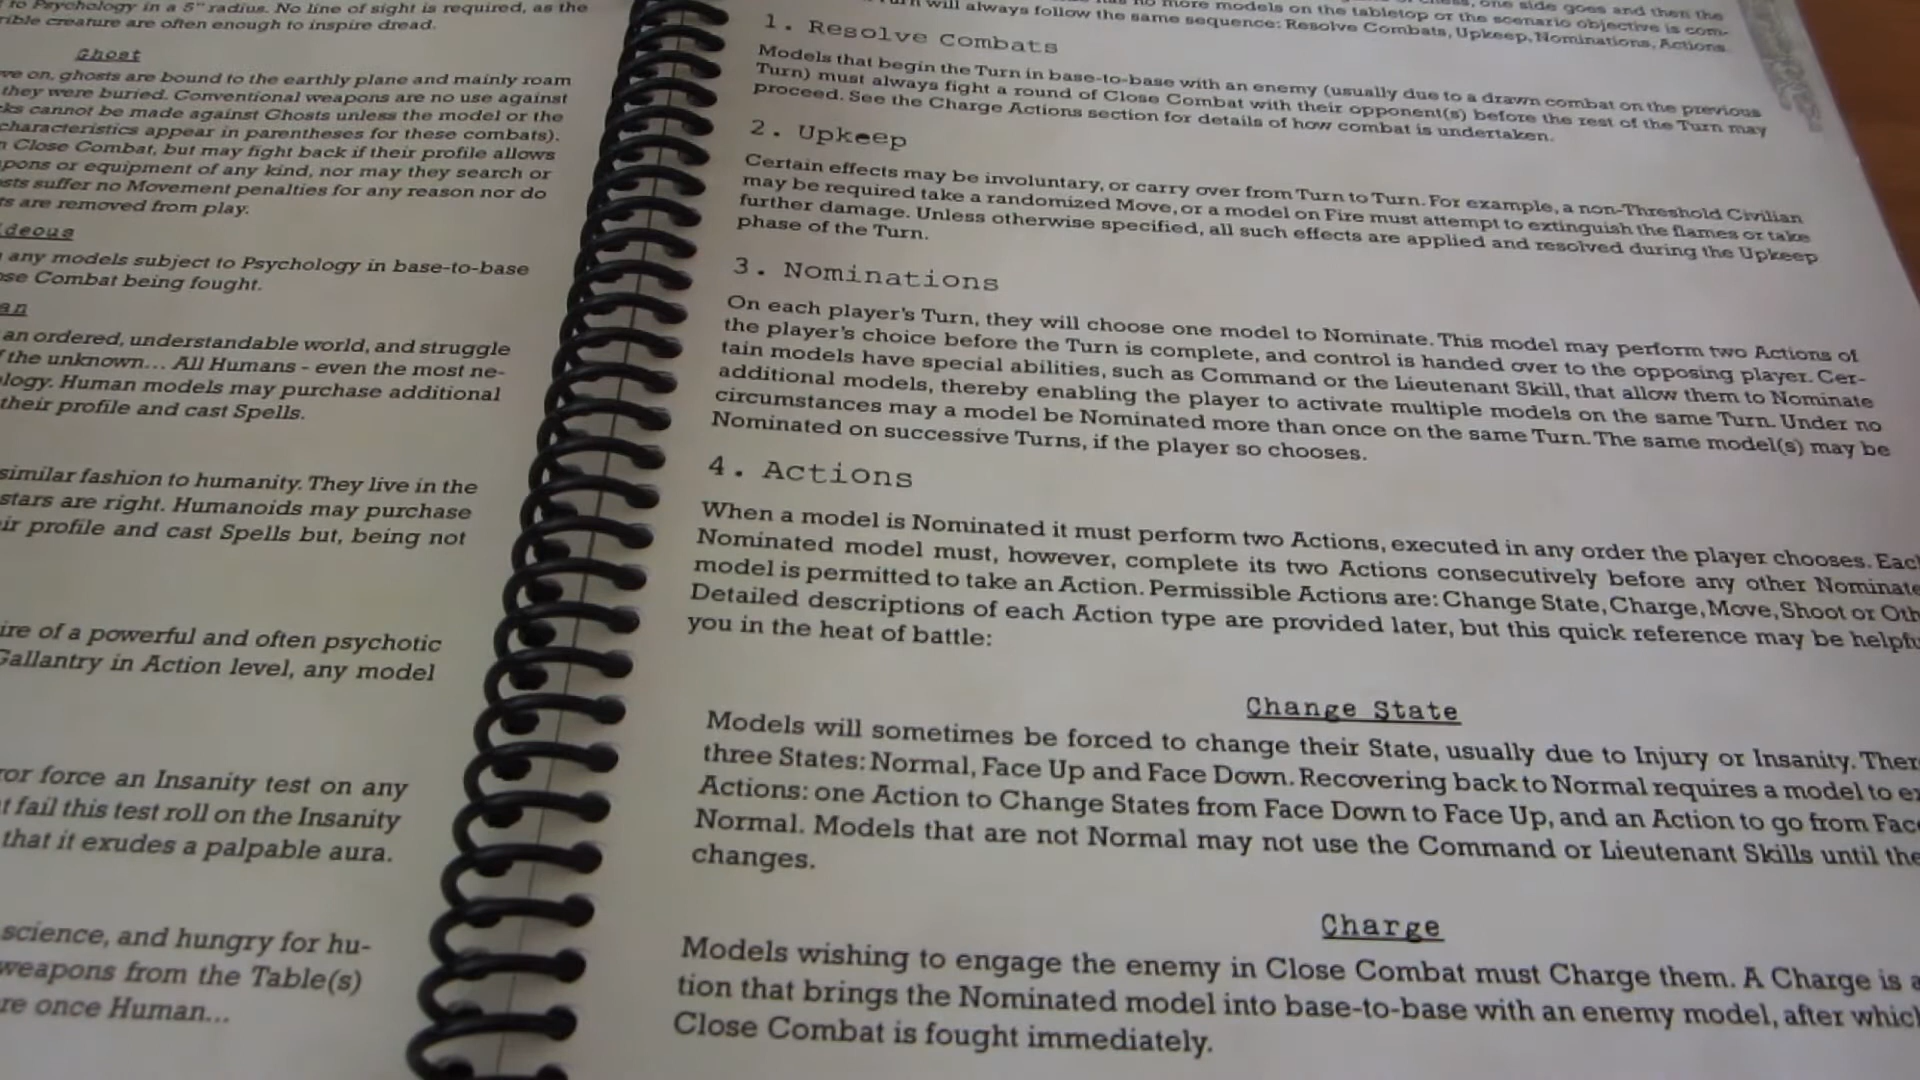 to Psychology in a 5" radius. No line of sight is required, as the
rible creature are often enough to inspire dread.
Ghost
ve on, ghosts are bound to the earthly plane and mainly roam
they were buried. Conventional weapons are no use against
ks cannot be made against Ghosts unless the model or the
characteristics appear in parentheses for these combats).
n Close Combat, but may fight back if their profile allows
pons or equipment of any kind, nor may they search or
sts suffer no Movement penalties for any reason nor do
ts are removed from play.
deous
any models subject to Psychology in base-to-base
ose Combat being fought.
an
an ordered, understandable world, and struggle
f the unknown... All Humans - even the most ne-
ology. Human models may purchase additional
their profile and cast Spells.
similar fashion to humanity. They live in the
stars are right. Humanoids may purchase
ir profile and cast Spells but, being not
ire of a powerful and often psychotic
Gallantry in Action level, any model
or force an Insanity test on any
t fail this test roll on the Insanity
that it exudes a palpable aura.
science, and hungry for hu-
weapons from the Table(s)
re once Human...
one side goes and then the
no more models on the tabletop or the scenario objective is com-
will always follow the same sequence: Resolve Combats, Upkeep, Nominations, Actions
1. Resolve Combats
Models that begin the Turn in base-to-base with an enemy (usually due to a drawn combat on the previous
Turn) must always fight a round of Close Combat with their opponent(s) before the rest of the Turn may
proceed. See the Charge Actions section for details of how combat is undertaken.
2. Upkeep
Certain effects may be involuntary, or carry over from Turn to Turn. For example, a non-Threshold Civilian
may be required take a randomized Move, or a model on Fire must attempt to extinguish the flames or take
further damage. Unless otherwise specified, all such effects are applied and resolved during the Upkeep
phase of the Turn.
3. Nominations
On each player's Turn, they will choose one model to Nominate. This model may perform two Actions of
the player's choice before the Turn is complete, and control is handed over to the opposing player. Cer-
tain models have special abilities, such as Command or the Lieutenant Skill, that allow them to Nominate
additional models, thereby enabling the player to activate multiple models on the same Turn. Under no
circumstances may a model be Nominated more than once on the same Turn. The same model(s) may be
Nominated on successive Turns, if the player so chooses.
4. Actions
When a model is Nominated it must perform two Actions, executed in any order the player chooses. Eac
Nominated model must, however, complete its two Actions consecutively before any other Nominate
model is permitted to take an Action. Permissible Actions are: Change State, Charge, Move, Shoot or Oth
Detailed descriptions of each Action type are provided later, but this quick reference may be helpfu
you in the heat of battle:
Change State
Models will sometimes be forced to change their State, usually due to Injury or Insanity. Ther
three States: Normal, Face Up and Face Down. Recovering back to Normal requires a model to ex
Actions: one Action to Change States from Face Down to Face Up, and an Action to go from Face
Normal. Models that are not Normal may not use the Command or Lieutenant Skills until the
changes.
Charge
Models wishing to engage the enemy in Close Combat must Charge them. A Charge is a
tion that brings the Nominated model into base-to-base with an enemy model, after which
Close Combat is fought immediately.